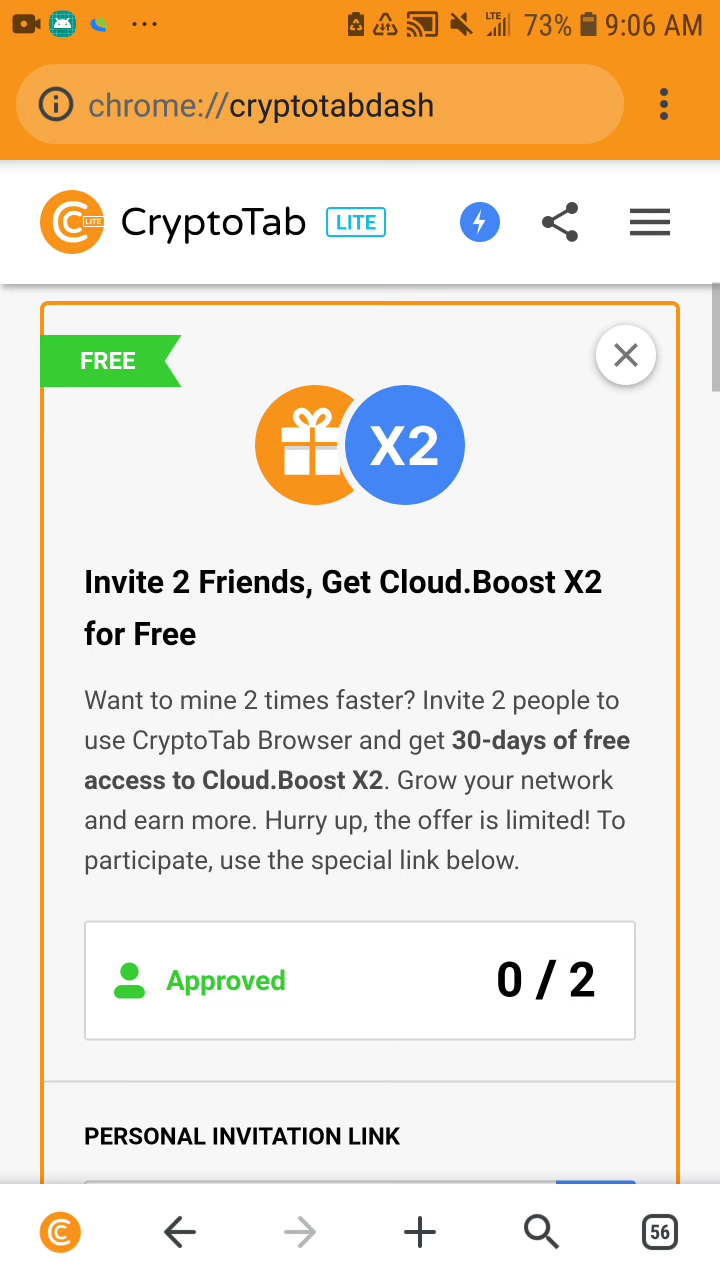 LTE 73% 9:06 AM
chrome://cryptotabdash
C LITE CryptoTab LITE
FREE
X2
Invite 2 Friends, Get Cloud.Boost X2
for Free
Want to mine 2 times faster? Invite 2 people to
use CryptoTab Browser and get 30-days of free
access to Cloud.Boost X2. Grow your network
and earn more. Hurry up, the offer is limited! To
participate, use the special link below.
Approved 0 / 2
PERSONAL INVITATION LINK
C 56